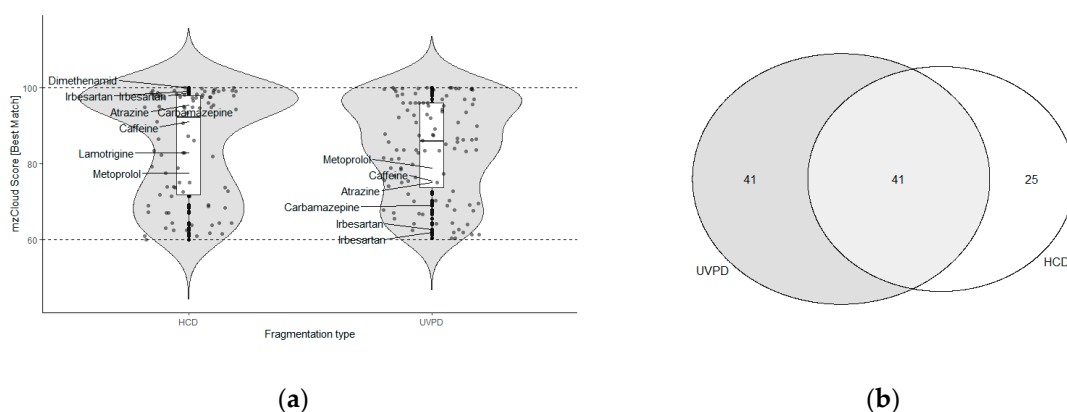 mzCloud Score [Best Match]
100
80
60
Dimethenamid
Irbesartan Irbesartan
Atrazine Carbamazepine
Caffeine
Lamotrigine
Metoprolol
Metoprolol
Caffeine
Atrazine
Carbamazepine
Irbesartan
Irbesartan
HCD UVPD
Fragmentation type
(a)
41 41 25
UVPD HCD
(b)